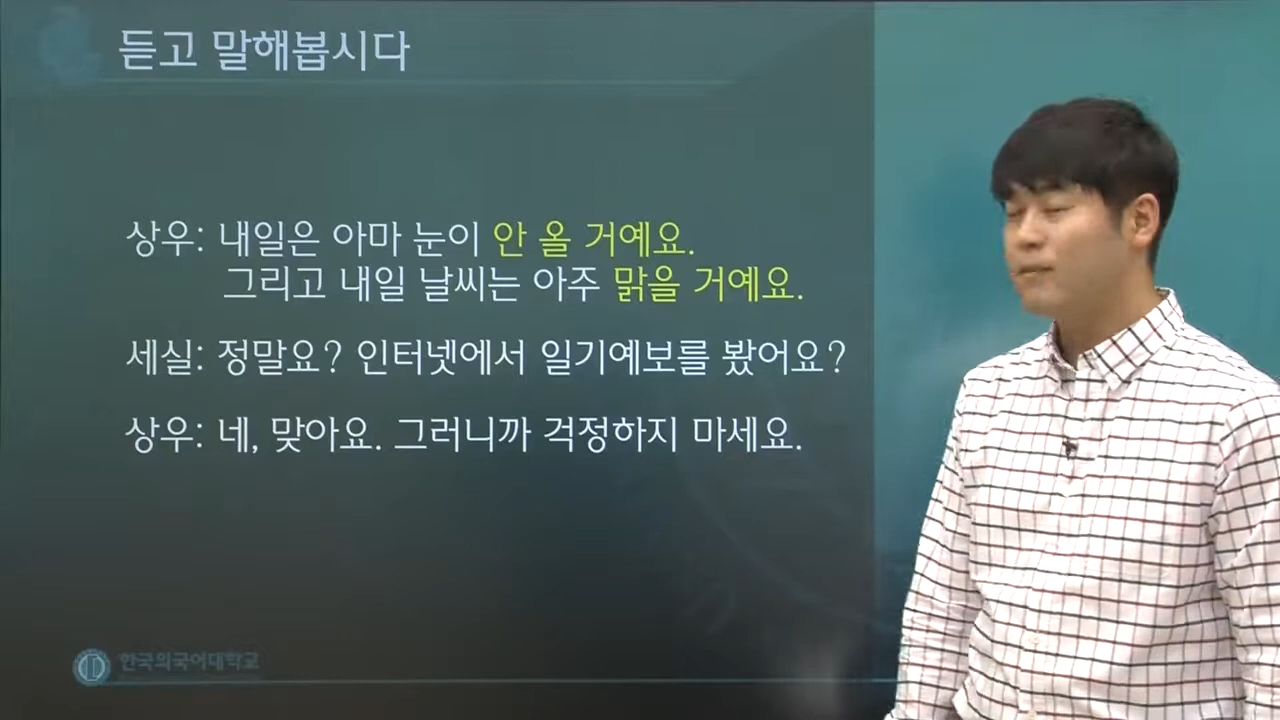 듣고 말해봅시다
상우: 내일은 아마 눈이 안 올 거예요.
그리고 내일 날씨는 아주 맑을 거예요.
세실: 정말요? 인터넷에서 일기예보를 봤어요?
상우: 네, 맞아요. 그러니까 걱정하지 마세요.
한국외국어대학교